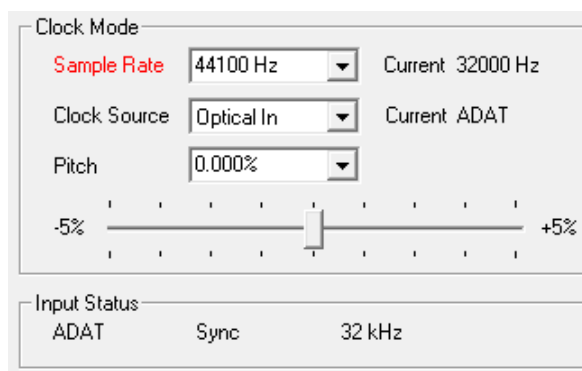 Clock Mode
Sample Rate 44100 Hz Current 32000 Hz
Clock Source Optical In Current ADAT
Pitch 0.000%
-5% +5%
Input Status
ADAT Sync 32 kHz